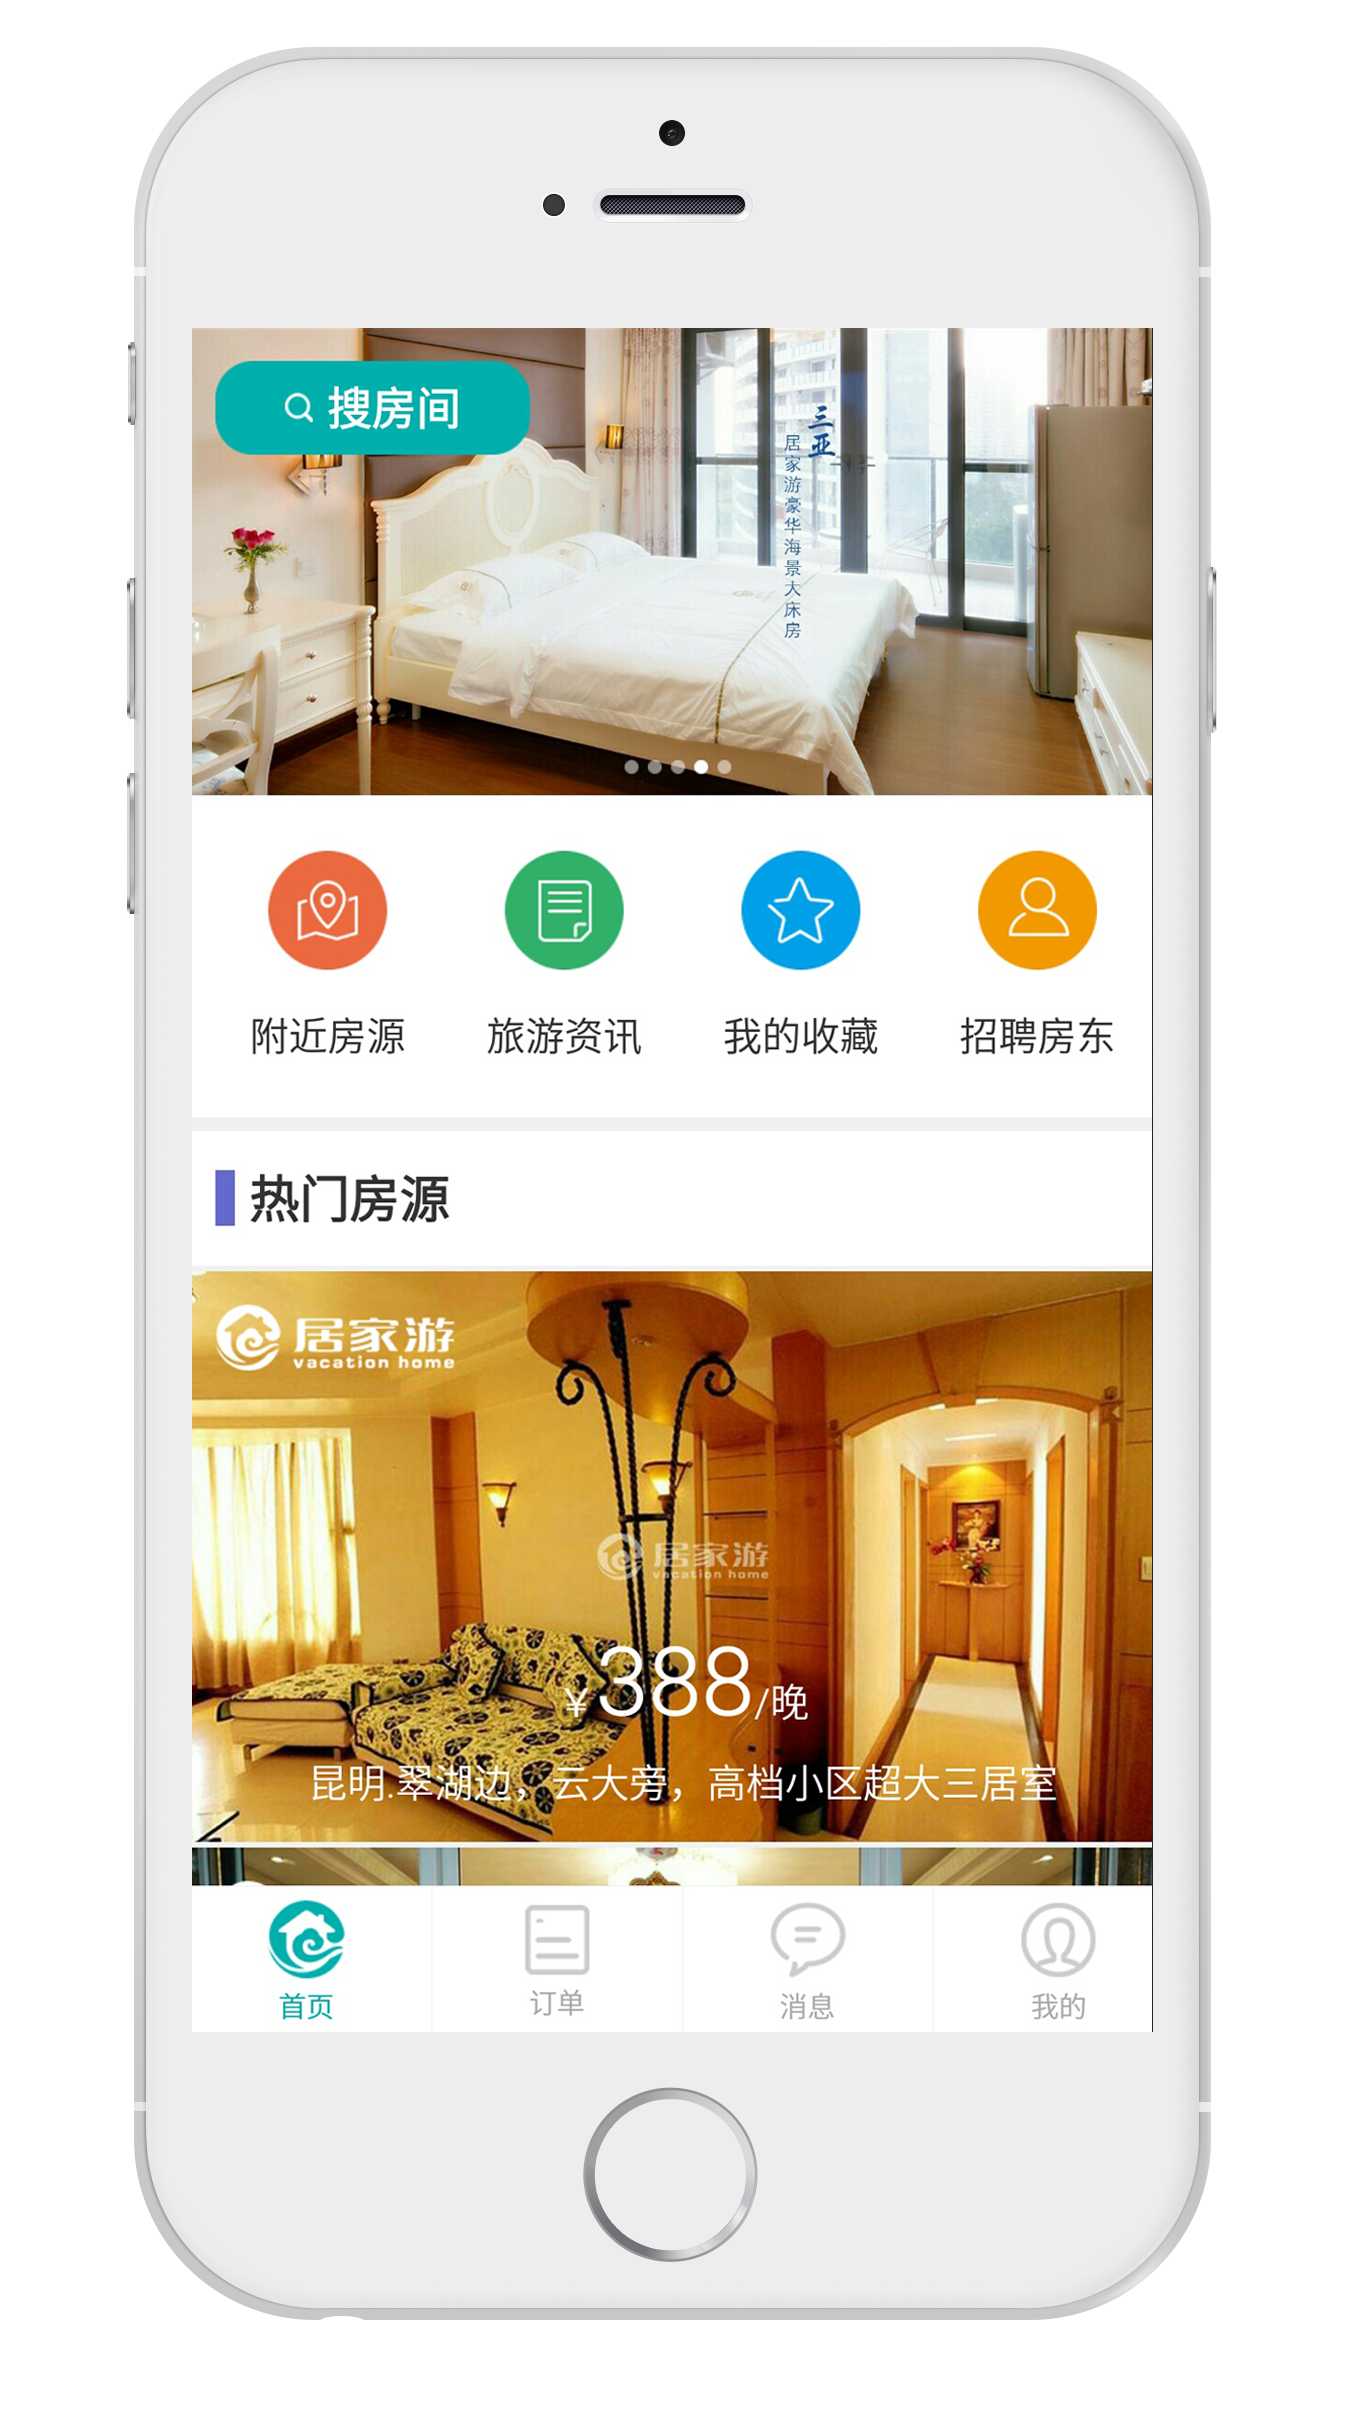 搜房间
三亚
居家游豪华海景大床房
附近房源
旅游资讯
我的收藏
招聘房东
热门房源
居家游
vacation home
居家游
vacation home
¥388/晚
昆明.翠湖边，云大旁，高档小区超大三居室
首页
订单
消息
我的